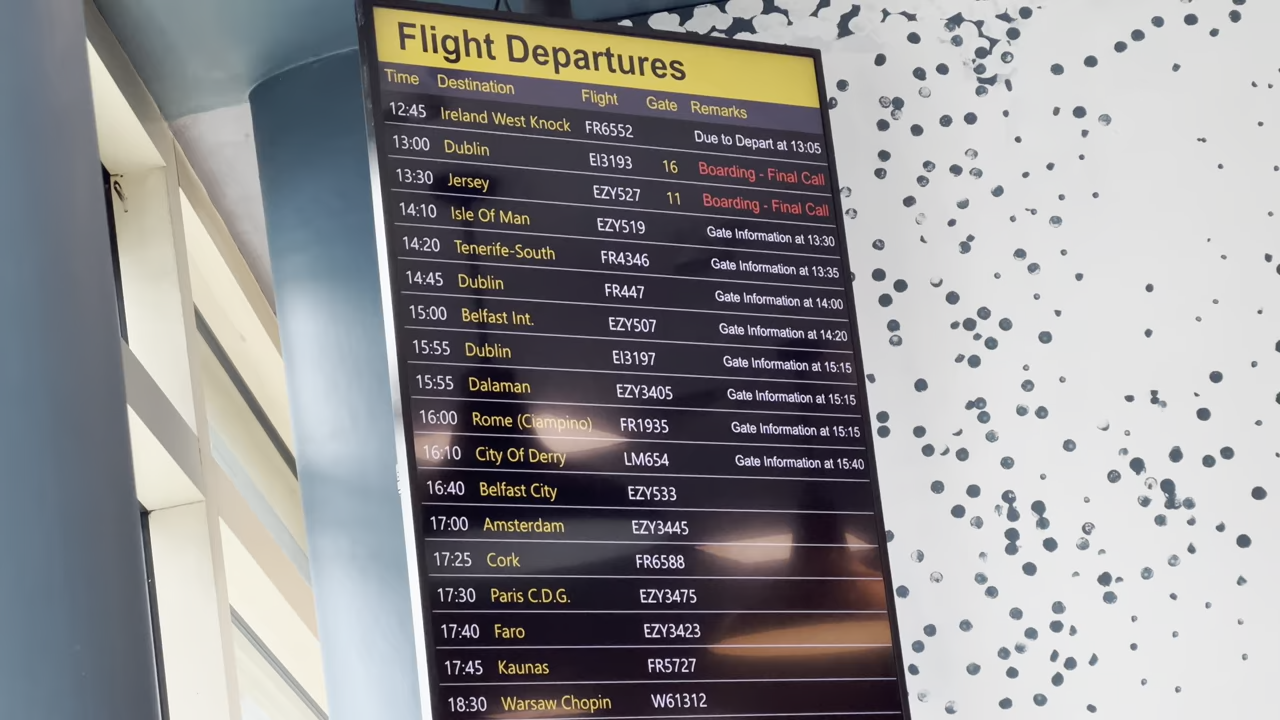 Flight Departures
Time Destination Flight Gate Remarks
12:45 Ireland West Knock FR6552 Due to Depart at 13:05
13:00 Dublin EI3193 16 Boarding - Final Call
13:30 Jersey EZY527 11 Boarding - Final Call
14:10 Isle Of Man EZY519 Gate Information at 13:30
14:20 Tenerife-South FR4346 Gate Information at 13:35
14:45 Dublin FR447 Gate Information at 14:00
15:00 Belfast Int. EZY507 Gate Information at 14:20
15:55 Dublin EI3197 Gate Information at 15:15
15:55 Dalaman EZY3405 Gate Information at 15:15
16:00 Rome (Ciampino) FR1935 Gate Information at 15:15
16:10 City Of Derry LM654 Gate Information at 15:40
16:40 Belfast City EZY533
17:00 Amsterdam EZY3445
17:25 Cork FR6588
17:30 Paris C.D.G. EZY3475
17:40 Faro EZY3423
17:45 Kaunas FR5727
18:30 Warsaw Chopin W61312